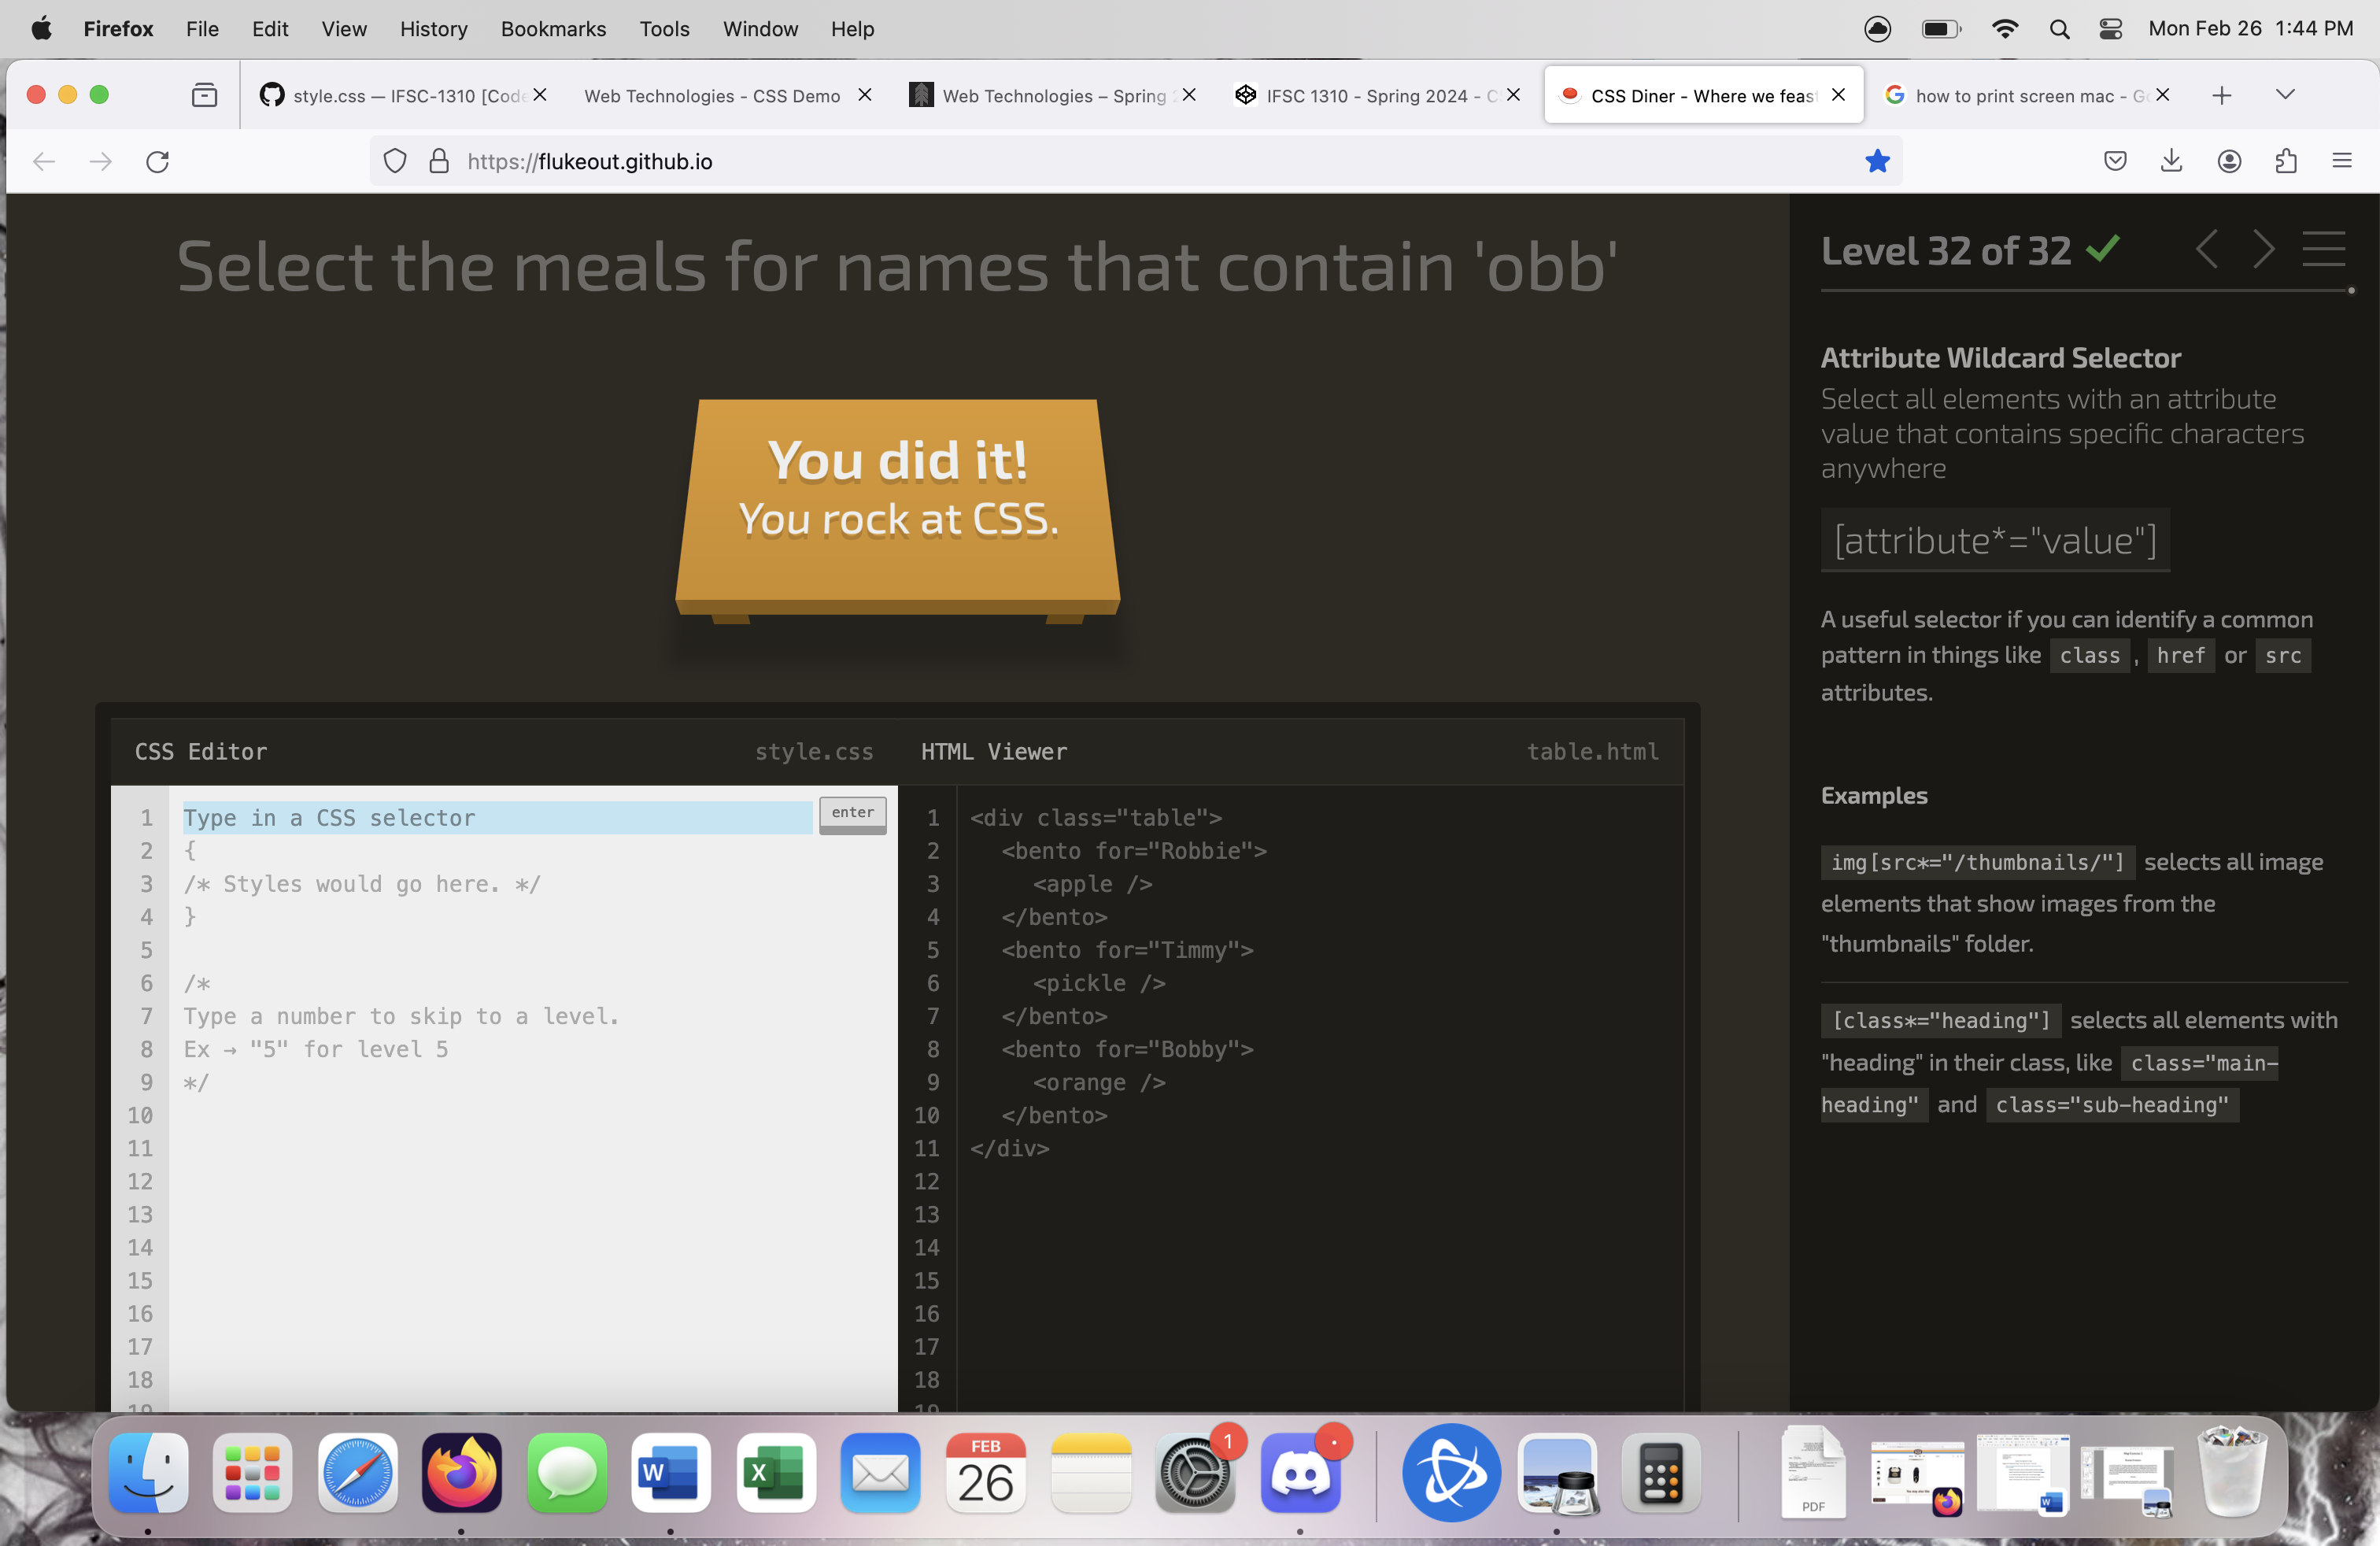 Firefox File Edit View History Bookmarks Tools Window Help Mon Feb 26 1:44 PM
style.css — IFSC-1310 [Code Web Technologies - CSS Demo Web Technologies – Spring 2 IFSC 1310 - Spring 2024 - C CSS Diner - Where we feast how to print screen mac - Go
https://flukeout.github.io
Select the meals for names that contain 'obb'
You did it!
You rock at CSS.
CSS Editor style.css
1 Type in a CSS selector enter
2 {
3 /* Styles would go here. */
4 }
5
6 /*
7 Type a number to skip to a level.
8 Ex → "5" for level 5
9 */
10
11
12
13
14
15
16
17
18
19
HTML Viewer table.html
1 <div class="table">
2 <bento for="Robbie">
3 <apple />
4 </bento>
5 <bento for="Timmy">
6 <pickle />
7 </bento>
8 <bento for="Bobby">
9 <orange />
10 </bento>
11 </div>
12
13
14
15
16
17
18
19
Level 32 of 32
Attribute Wildcard Selector
Select all elements with an attribute
value that contains specific characters
anywhere
[attribute*="value"]
A useful selector if you can identify a common
pattern in things like class , href or src
attributes.
Examples
img[src*="/thumbnails/"] selects all image
elements that show images from the
"thumbnails" folder.
[class*="heading"] selects all elements with
"heading" in their class, like class="main-
heading" and class="sub-heading"
W X FEB 26 1 PDF W